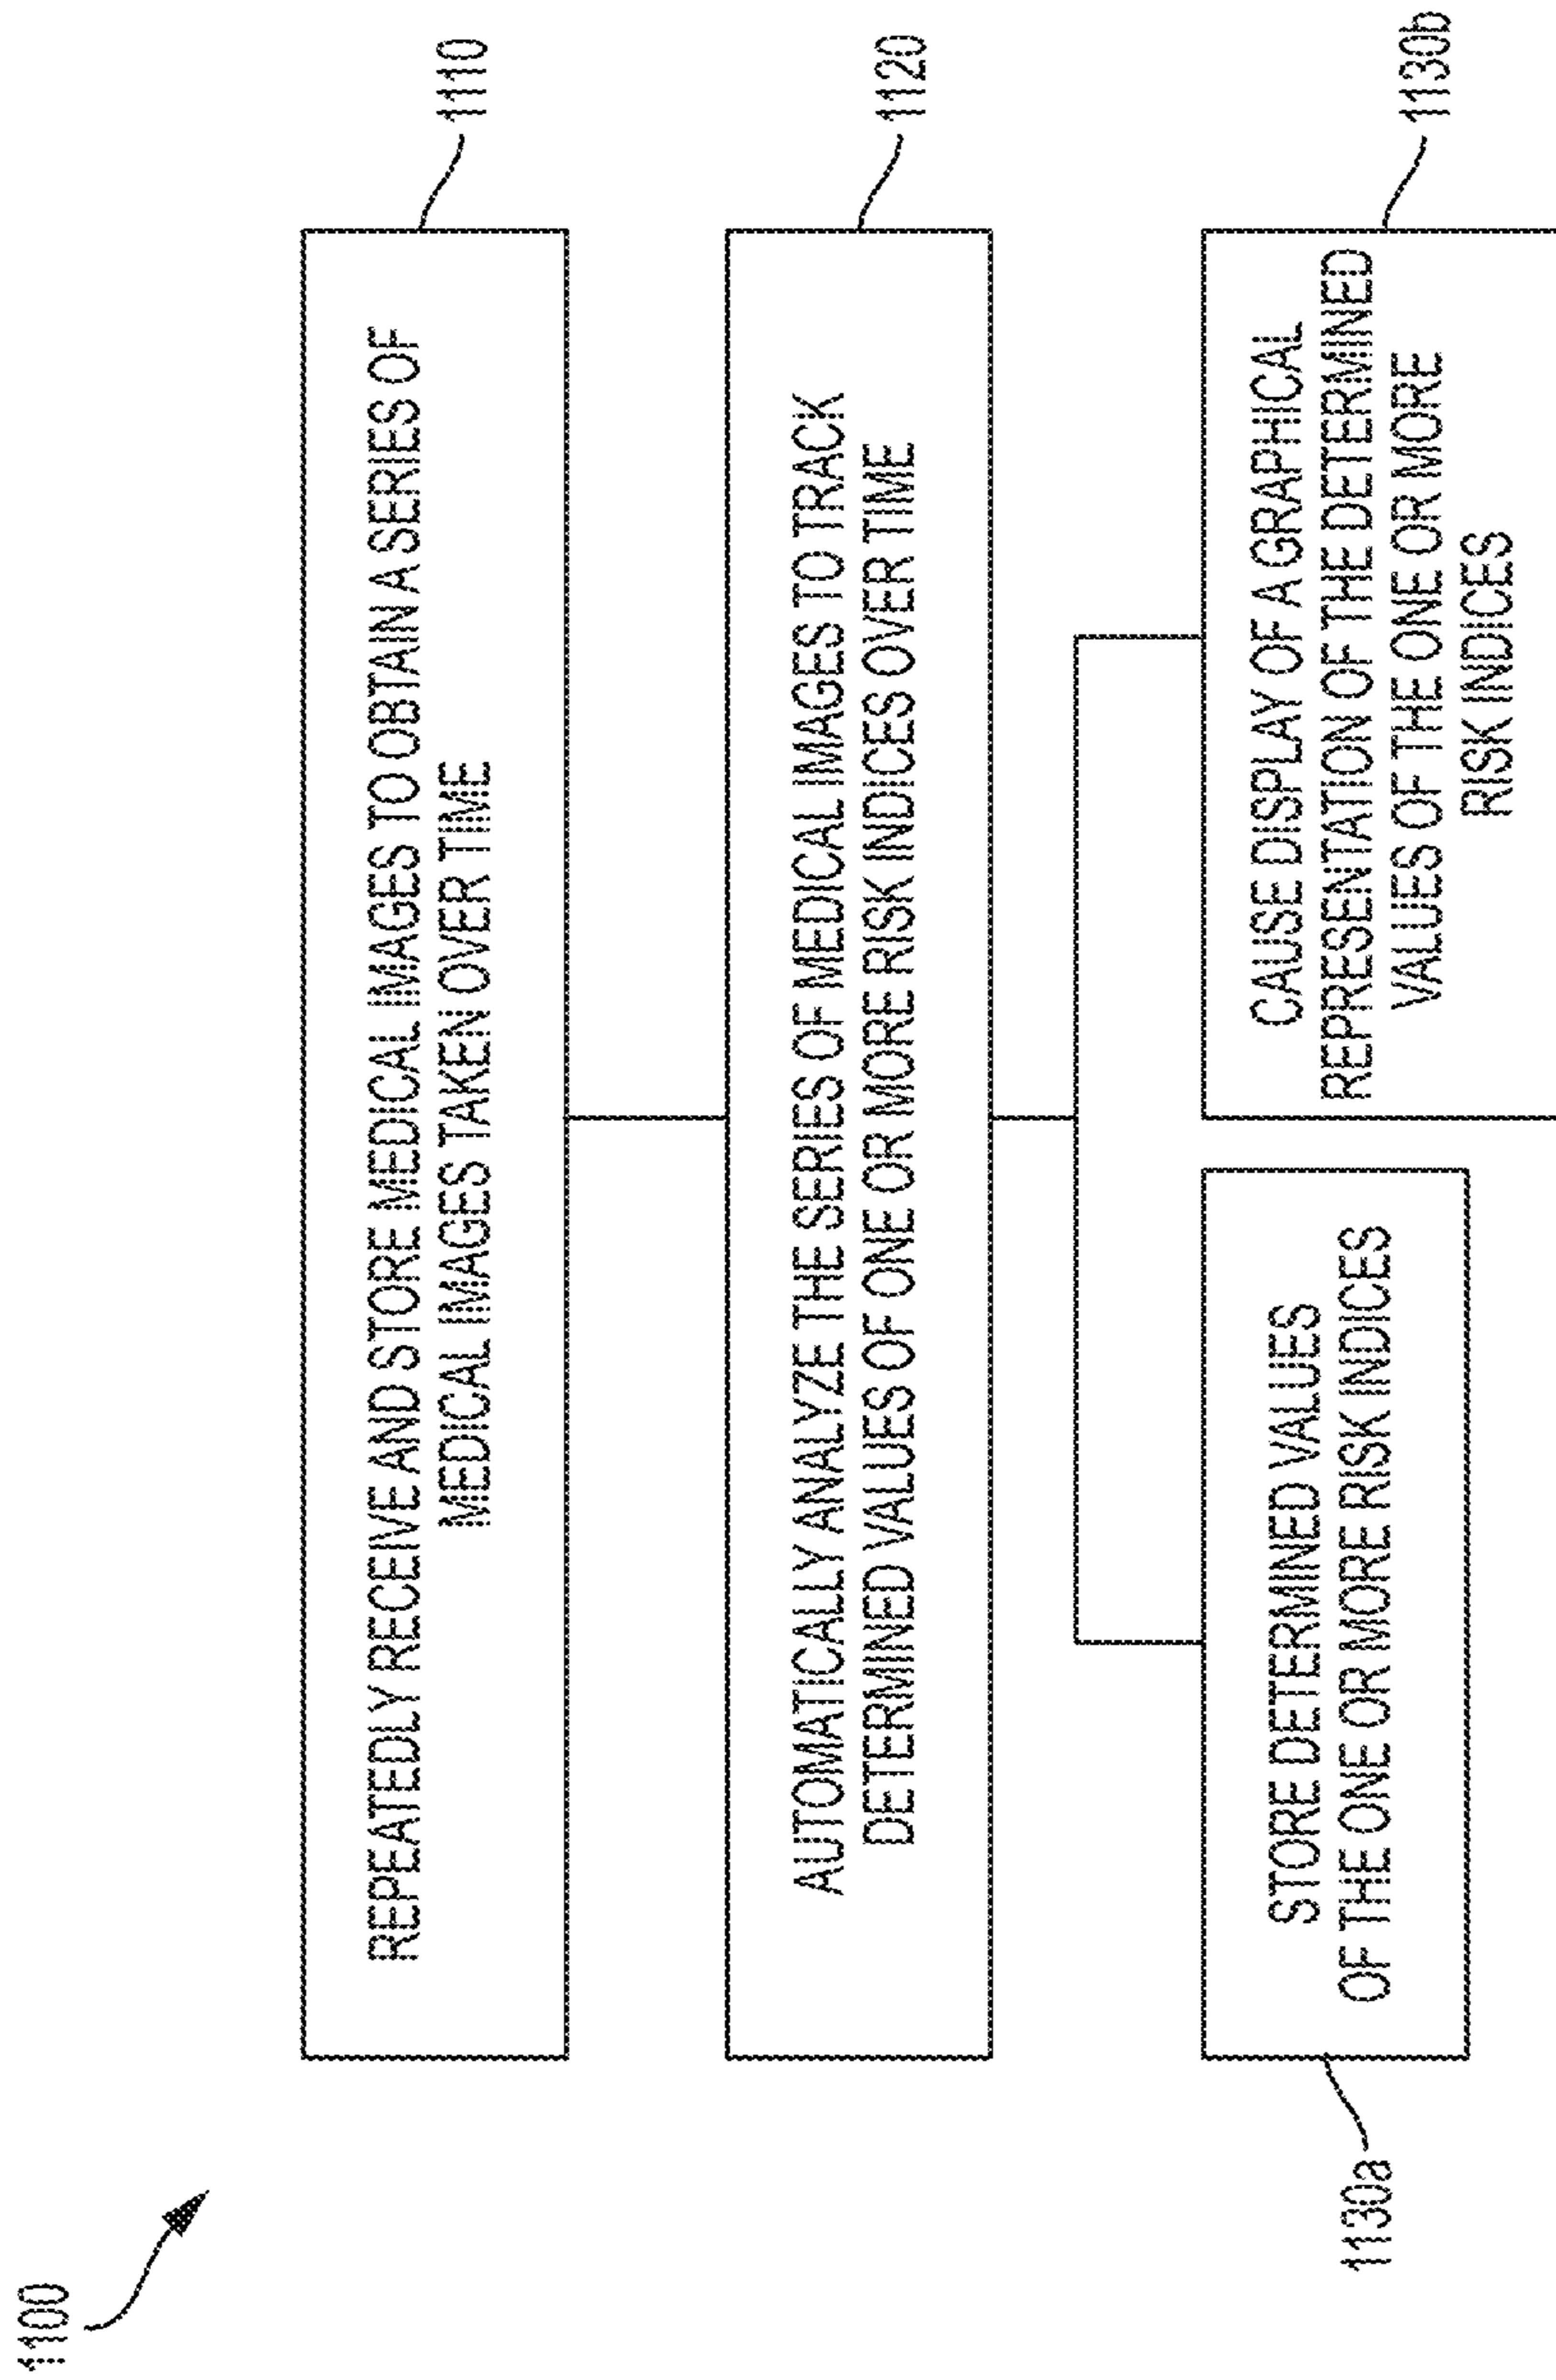 1100
REPEATEDLY RECEIVE AND STORE MEDICAL IMAGES TO OBTAIN A SERIES OF
MEDICAL IMAGES TAKEN OVER TIME
1110
AUTOMATICALLY ANALYZE THE SERIES OF MEDICAL IMAGES TO TRACK
DETERMINED VALUES OF ONE OR MORE RISK INDICES OVER TIME
1120
STORE DETERMINED VALUES
OF THE ONE OR MORE RISK INDICES
1130a
CAUSE DISPLAY OF A GRAPHICAL
REPRESENTATION OF THE DETERMINED
VALUES OF THE ONE OR MORE
RISK INDICES
1130b